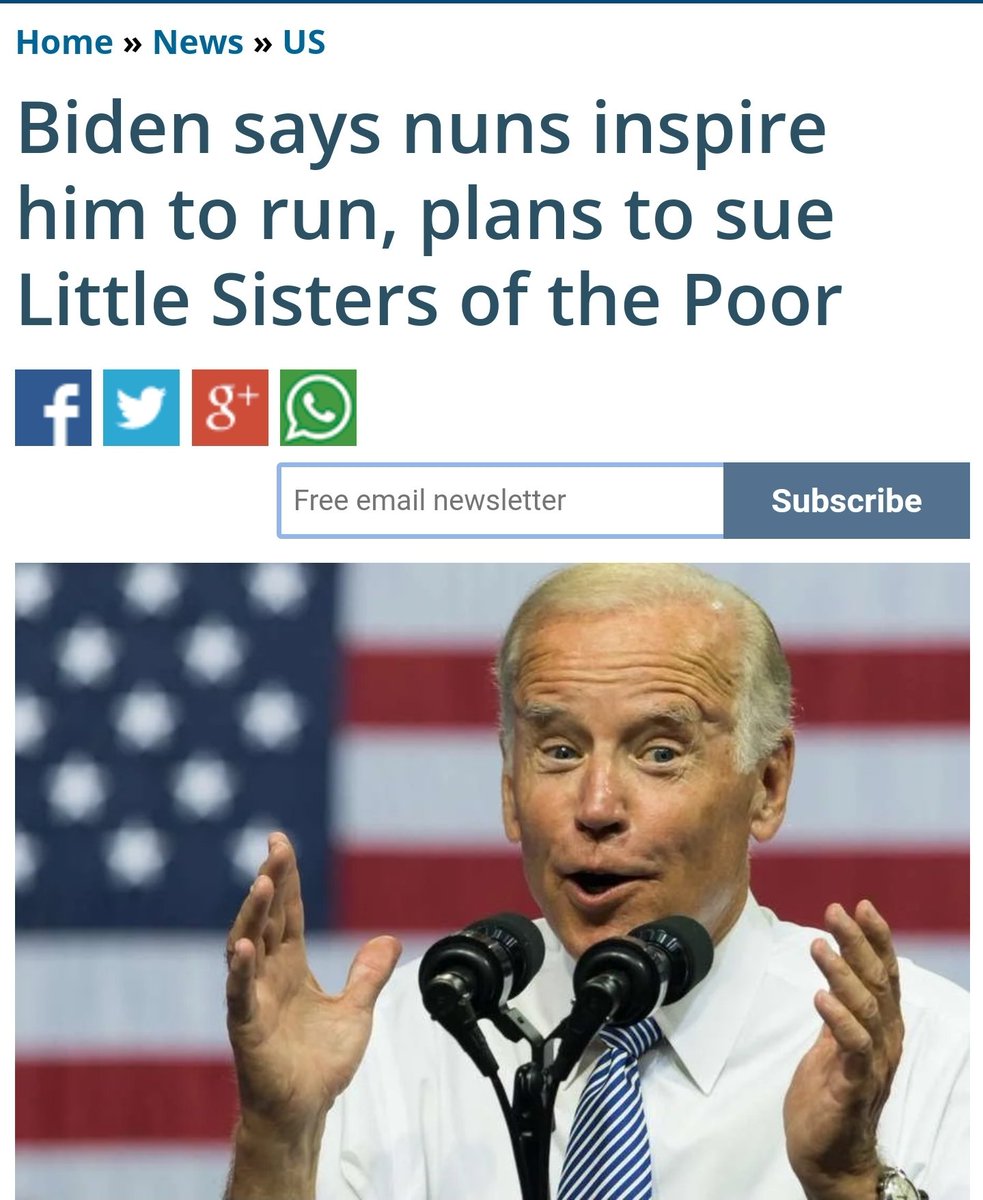 Home » News » US
Biden says nuns inspire
him to run, plans to sue
Little Sisters of the Poor
f
g+
Free email newsletter
Subscribe